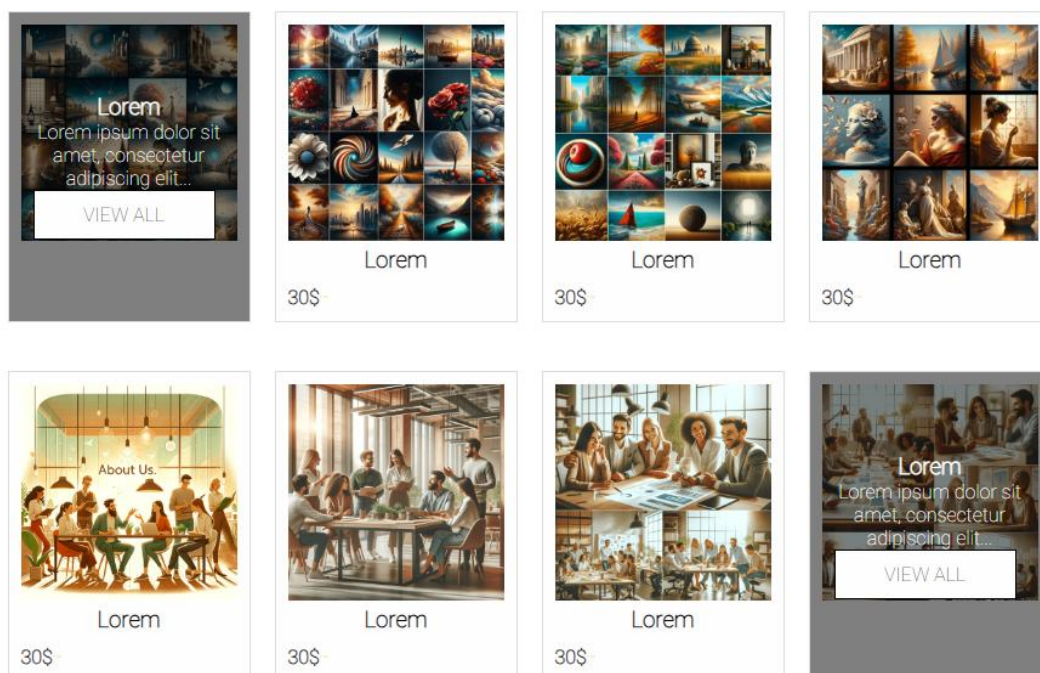 Lorem
Lorem ipsum dolor sit
amet, consectetur
adipiscing elit...
VIEW ALL
Lorem
30$
Lorem
30$
Lorem
30$
About Us.
Lorem
30$
Lorem
30$
Lorem
30$
Lorem
Lorem ipsum dolor sit
amet, consectetur
adipiscing elit...
VIEW ALL